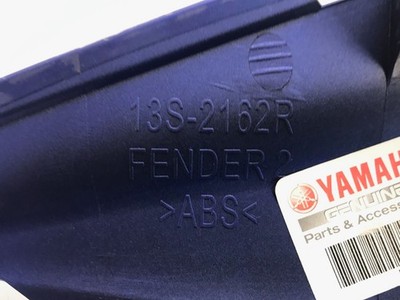 13S-2162R
FENDER 2
>ABS<
YAMAH
GENUINE
Parts & Access